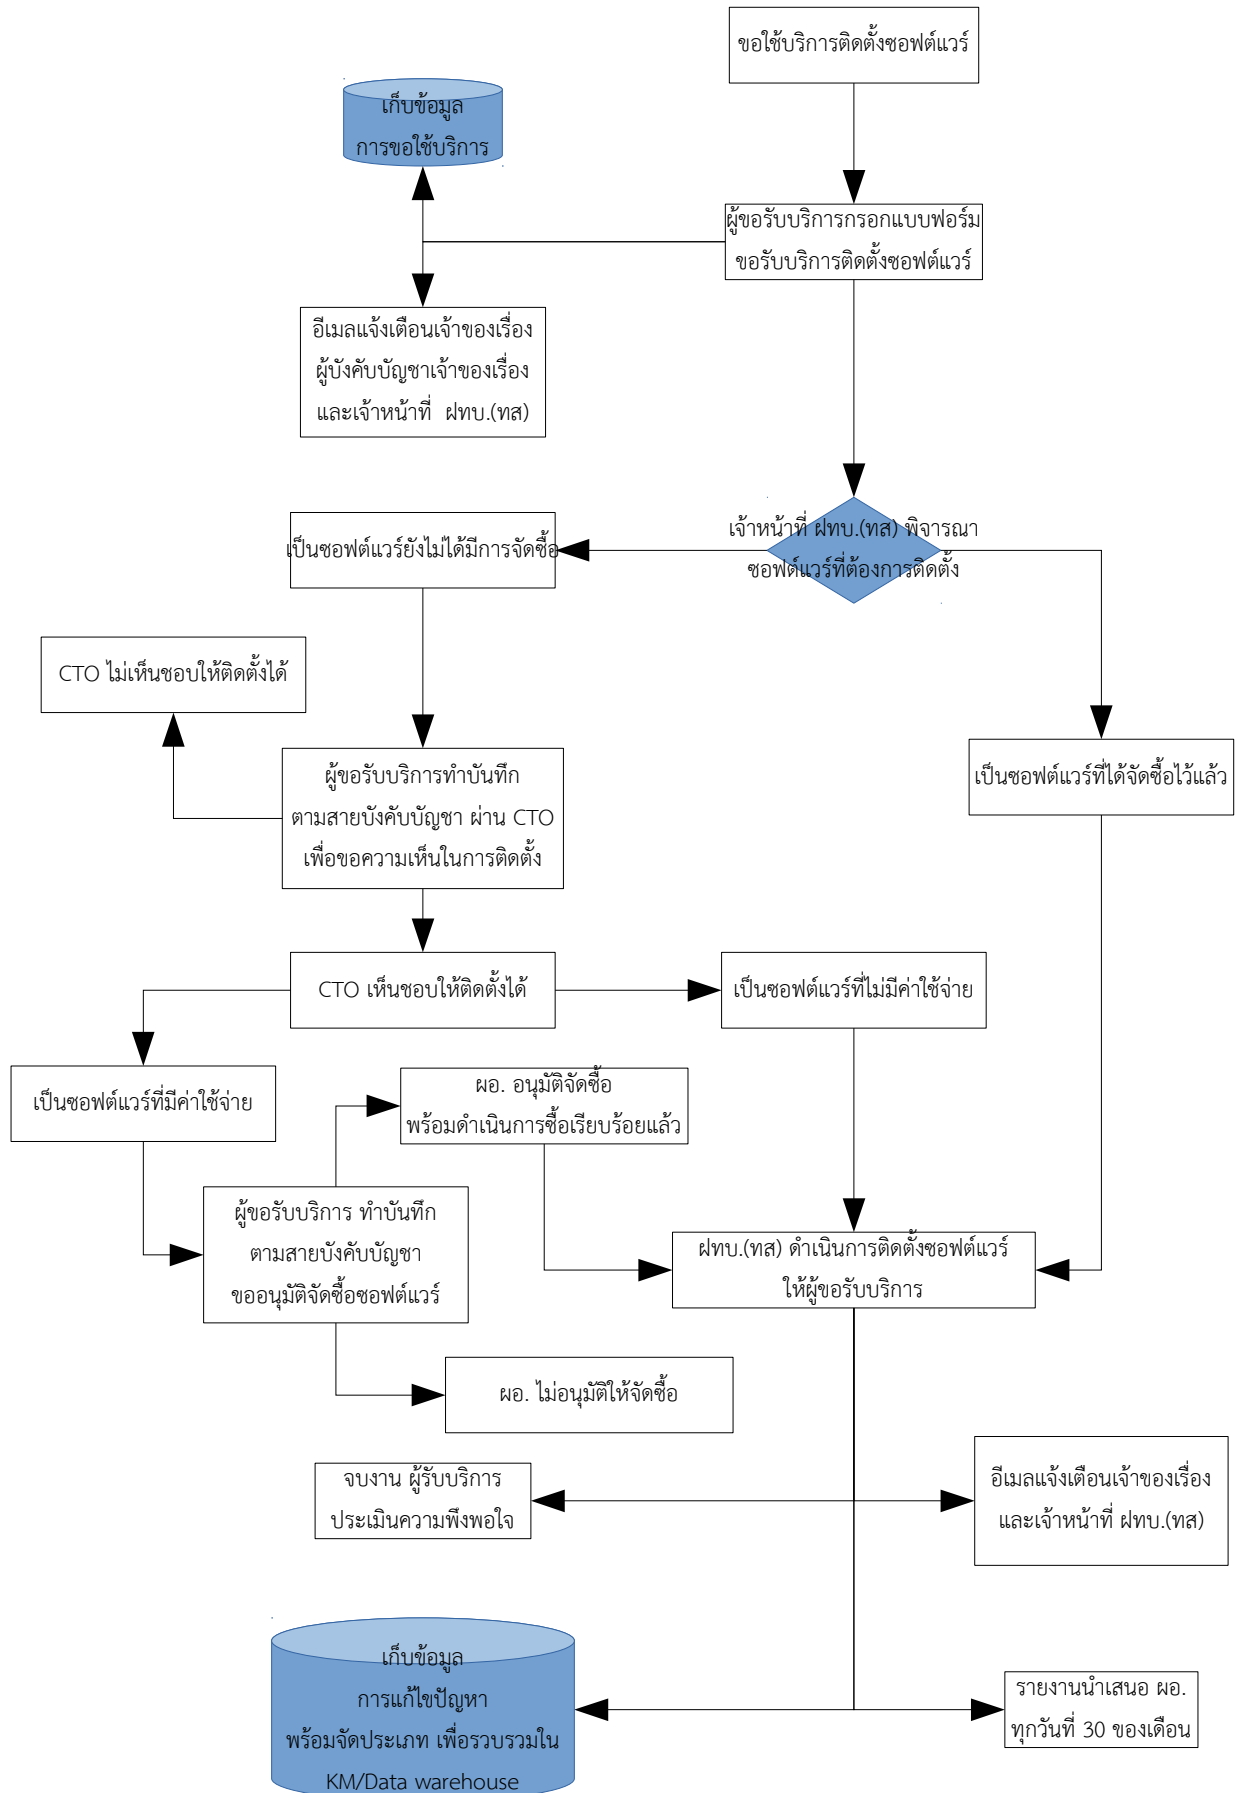 ขอใช้บริการติดตั้งซอฟต์แวร์
เก็บข้อมูล
การขอใช้บริการ
ผู้ขอรับบริการกรอกแบบฟอร์ม
ขอรับบริการติดตั้งซอฟต์แวร์
อีเมลแจ้งเตือนเจ้าของเรื่อง
ผู้บังคับบัญชาเจ้าของเรื่อง
และเจ้าหน้าที่ ฝทบ.(ทส)
เจ้าหน้าที่ ฝทบ.(ทส) พิจารณา
ซอฟต์แวร์ที่ต้องการติดตั้ง
เป็นซอฟต์แวร์ยังไม่ได้มีการจัดซื้อ
CTO ไม่เห็นชอบให้ติดตั้งได้
ผู้ขอรับบริการทำบันทึก
ตามสายบังคับบัญชา ผ่าน CTO
เพื่อขอความเห็นในการติดตั้ง
เป็นซอฟต์แวร์ที่ได้จัดซื้อไว้แล้ว
CTO เห็นชอบให้ติดตั้งได้
เป็นซอฟต์แวร์ที่ไม่มีค่าใช้จ่าย
เป็นซอฟต์แวร์ที่มีค่าใช้จ่าย
ผอ. อนุมัติจัดซื้อ
พร้อมดำเนินการซื้อเรียบร้อยแล้ว
ผู้ขอรับบริการ ทำบันทึก
ตามสายบังคับบัญชา
ขออนุมัติจัดซื้อซอฟต์แวร์
ฝทบ.(ทส) ดำเนินการติดตั้งซอฟต์แวร์
ให้ผู้ขอรับบริการ
ผอ. ไม่อนุมัติให้จัดซื้อ
จบงาน ผู้รับบริการ
ประเมินความพึงพอใจ
อีเมลแจ้งเตือนเจ้าของเรื่อง
และเจ้าหน้าที่ ฝทบ.(ทส)
เก็บข้อมูล
การแก้ไขปัญหา
พร้อมจัดประเภท เพื่อรวบรวมใน
KM/Data warehouse
รายงานนำเสนอ ผอ.
ทุกวันที่ 30 ของเดือน